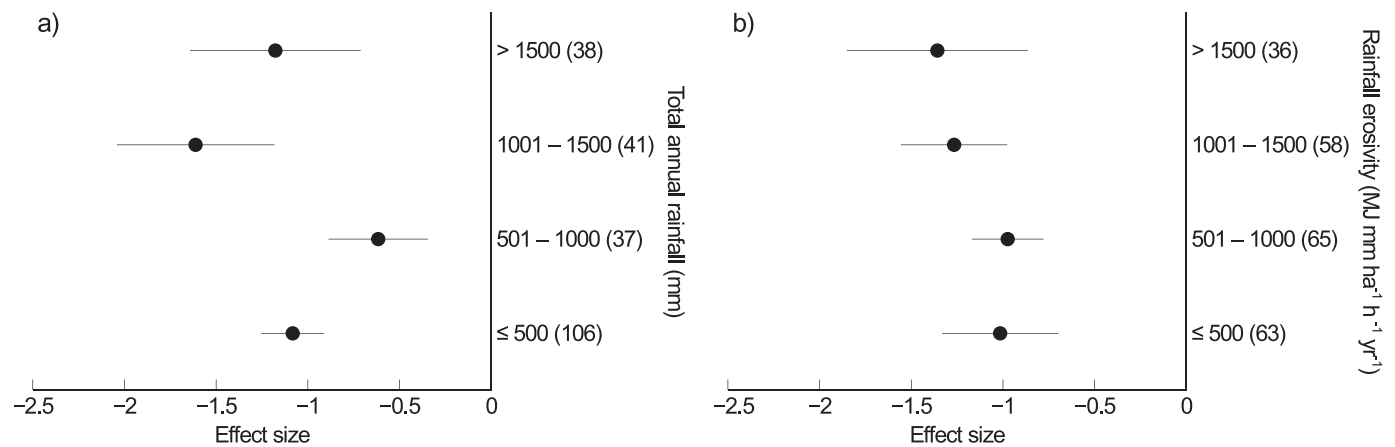 a)
> 1500 (38)
1001 – 1500 (41)
501 – 1000 (37)
≤ 500 (106)
Total annual rainfall (mm)
−2.5 −2 −1.5 −1 −0.5 0
Effect size
b)
> 1500 (36)
1001 – 1500 (58)
501 – 1000 (65)
≤ 500 (63)
Rainfall erosivity (MJ mm ha⁻¹ h⁻¹ yr⁻¹)
−2.5 −2 −1.5 −1 −0.5 0
Effect size